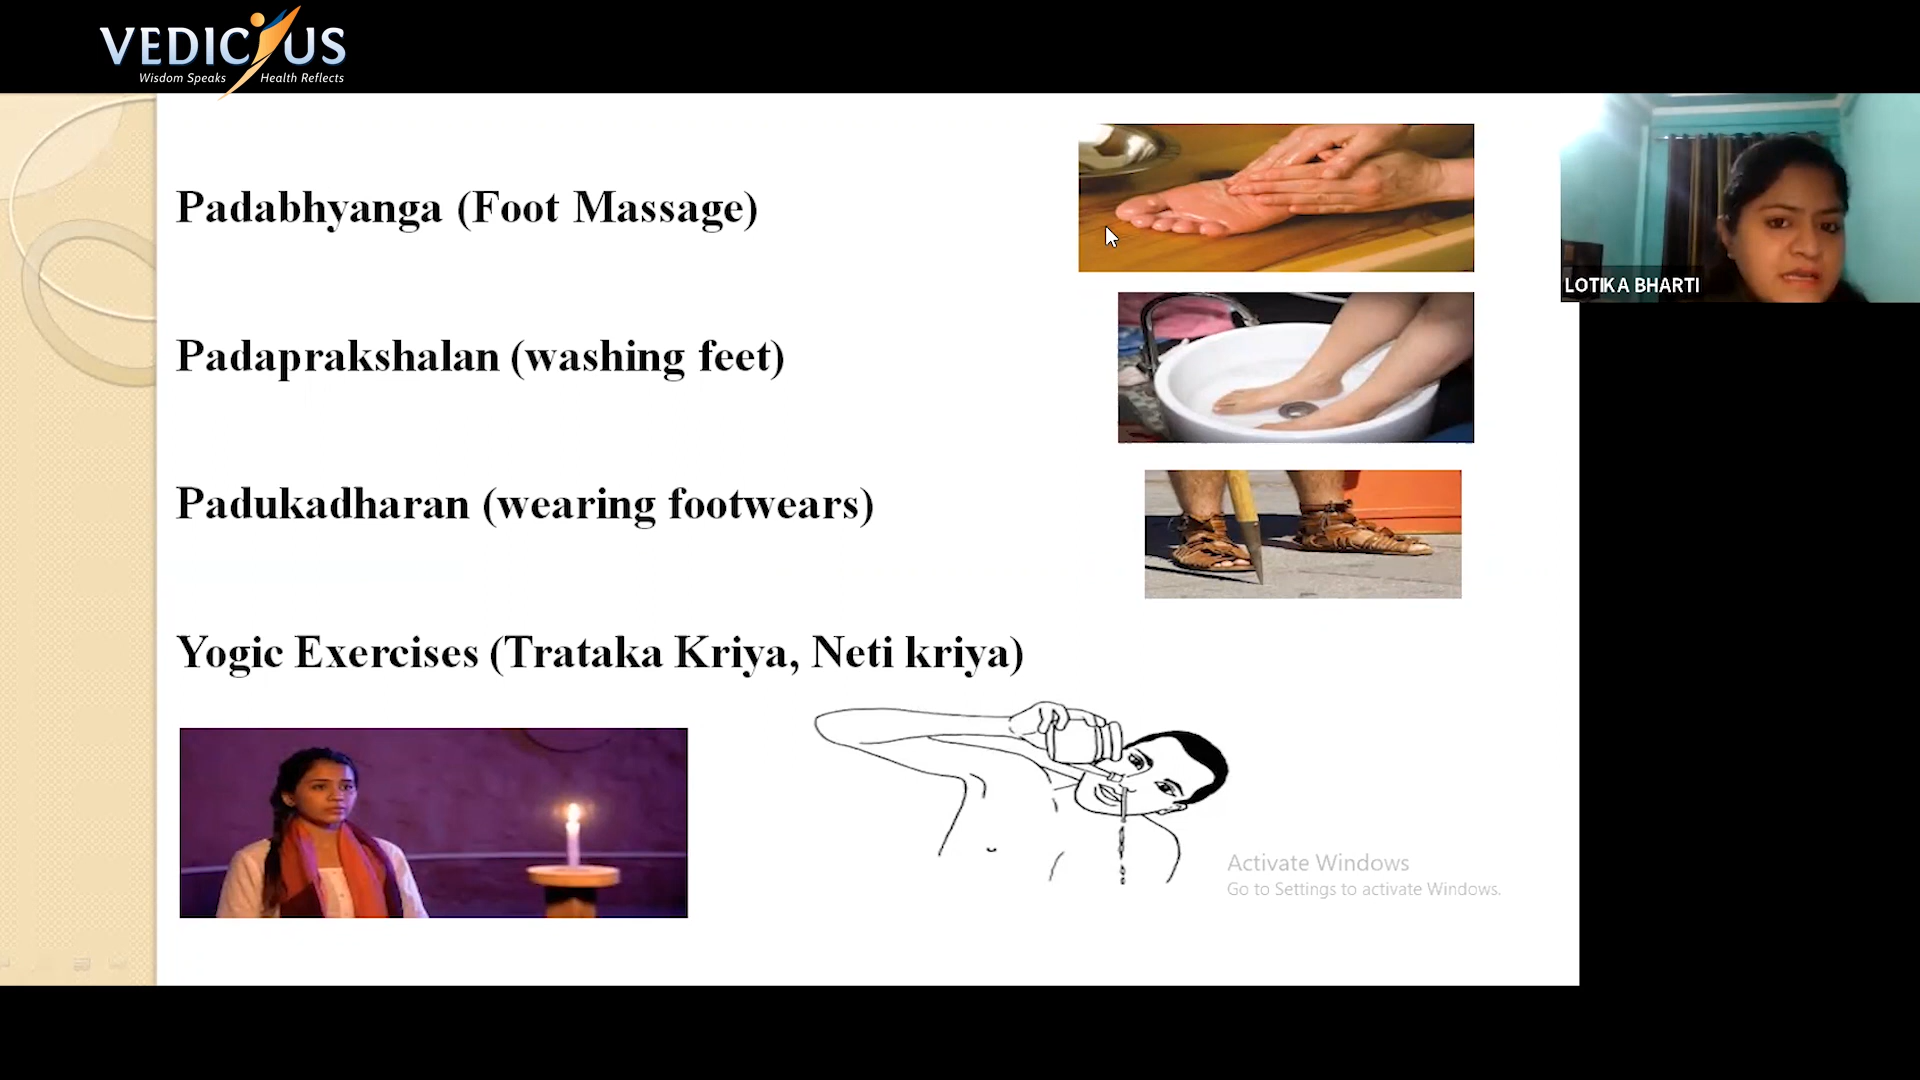 VEDICIUS
Wisdom Speaks Health Reflects
Padabhyanga (Foot Massage)
LOTIKA BHARTI
Padaprakshalan (washing feet)
Padukadharan (wearing footwears)
Yogic Exercises (Trataka Kriya, Neti kriya)
Activate Windows
Go to Settings to activate Windows.